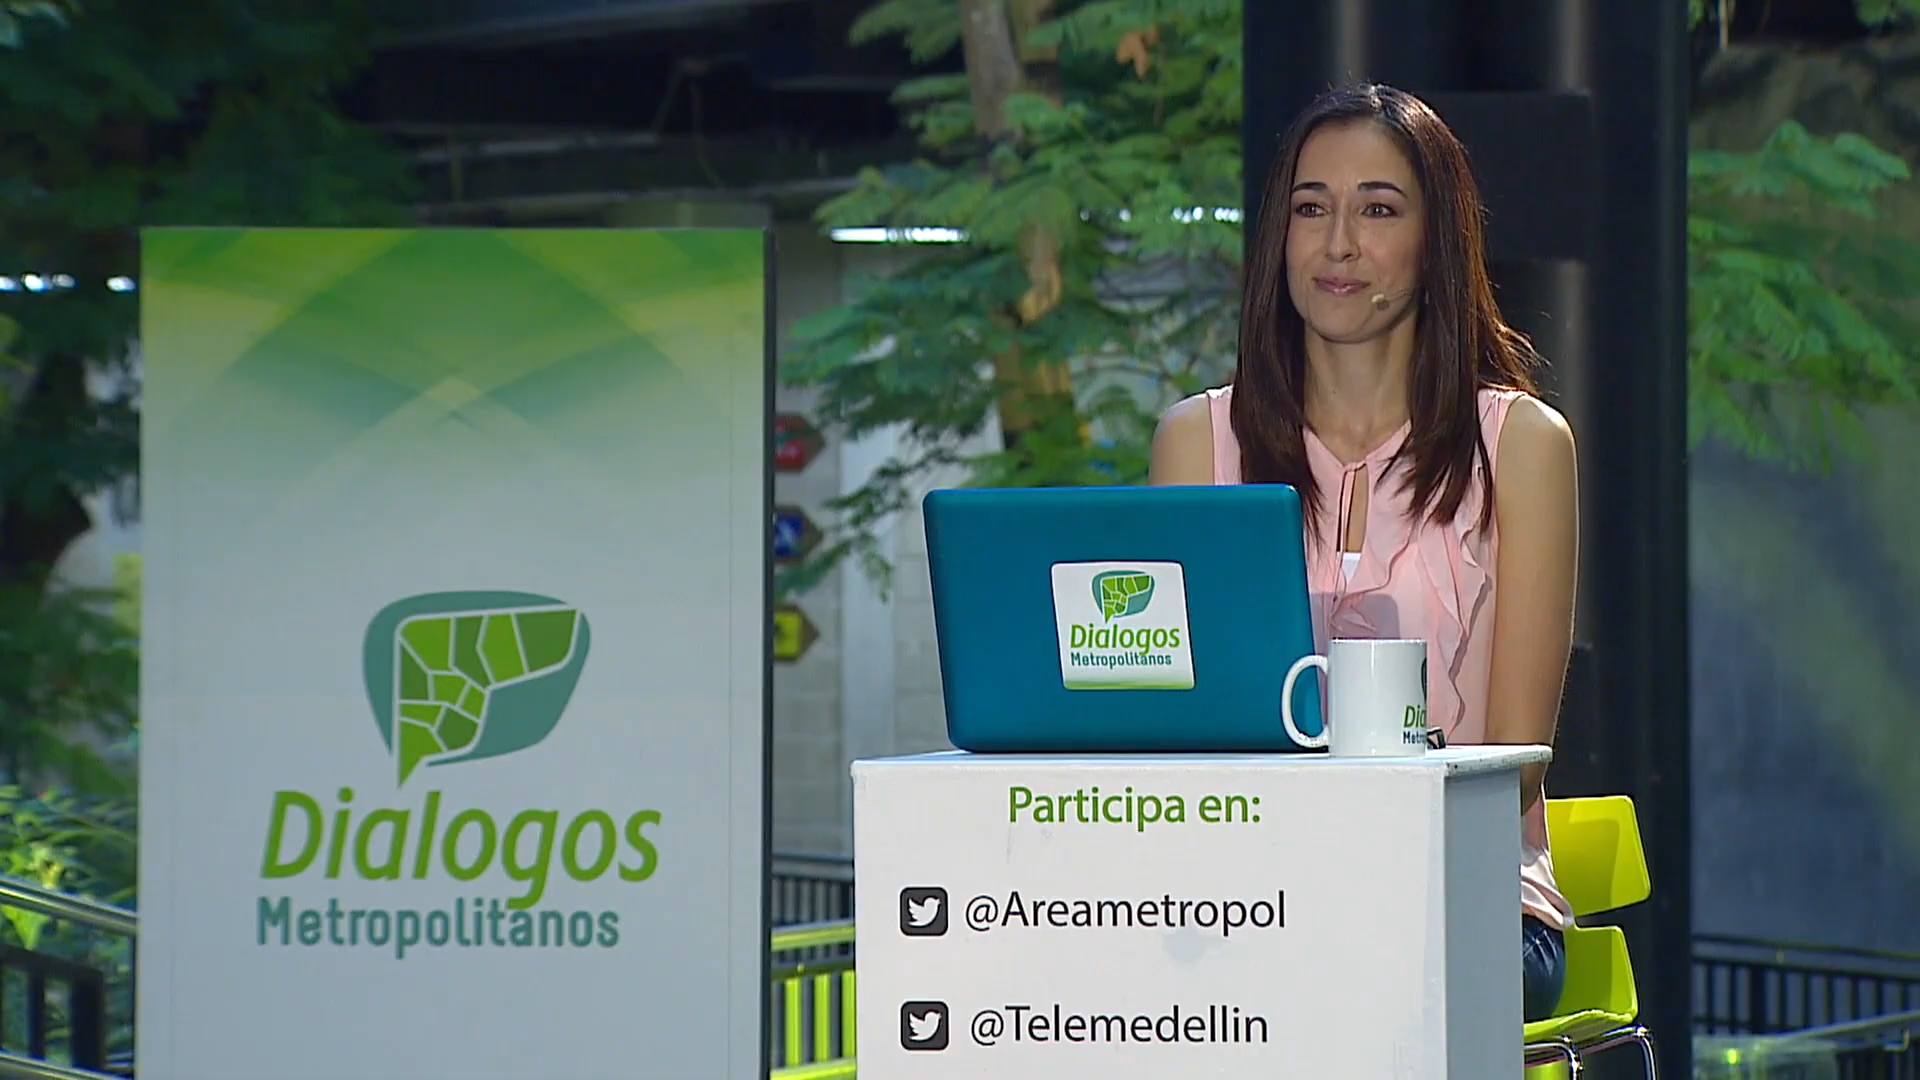 Dialogos
Metropolitanos
Dialogos
Metropolitanos
Participa en:
@Areametropol
@Telemedellin